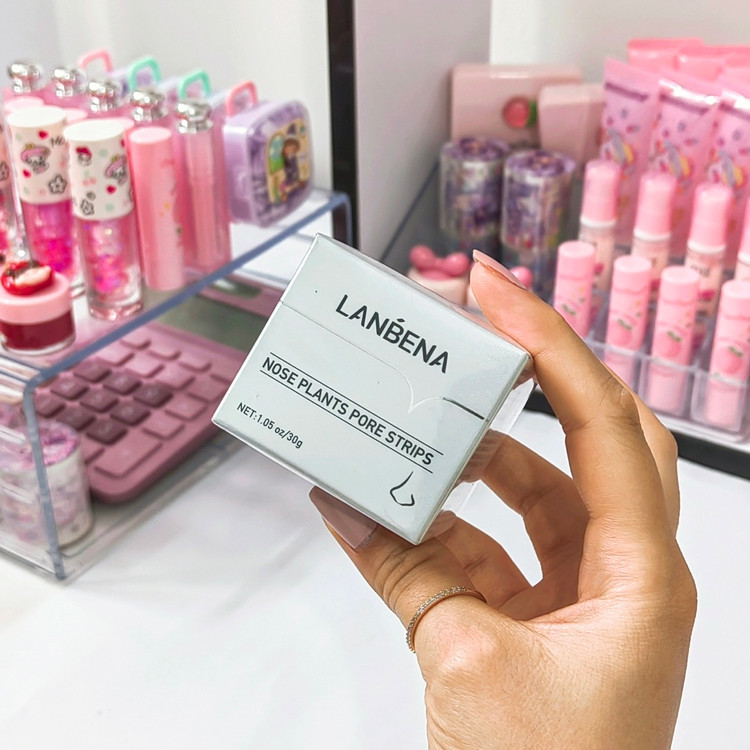 LANBENA
NOSE PLANTS PORE STRIPS
NET:1.05 oz/30g